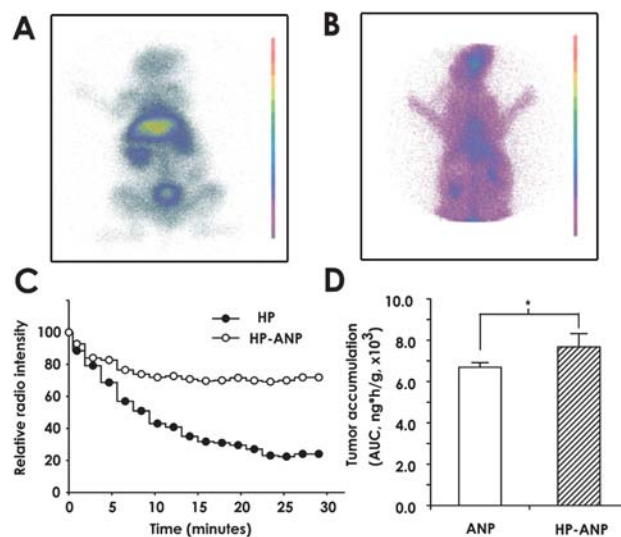 A
B
C
Relative radio intensity
100
80
60
40
20
0
0 5 10 15 20 25 30
Time (minutes)
HP
HP-ANP
D
Tumor accumulation
(AUC, ng*h/g, x10^3)
10.0
8.0
6.0
4.0
2.0
0.0
*
ANP HP-ANP